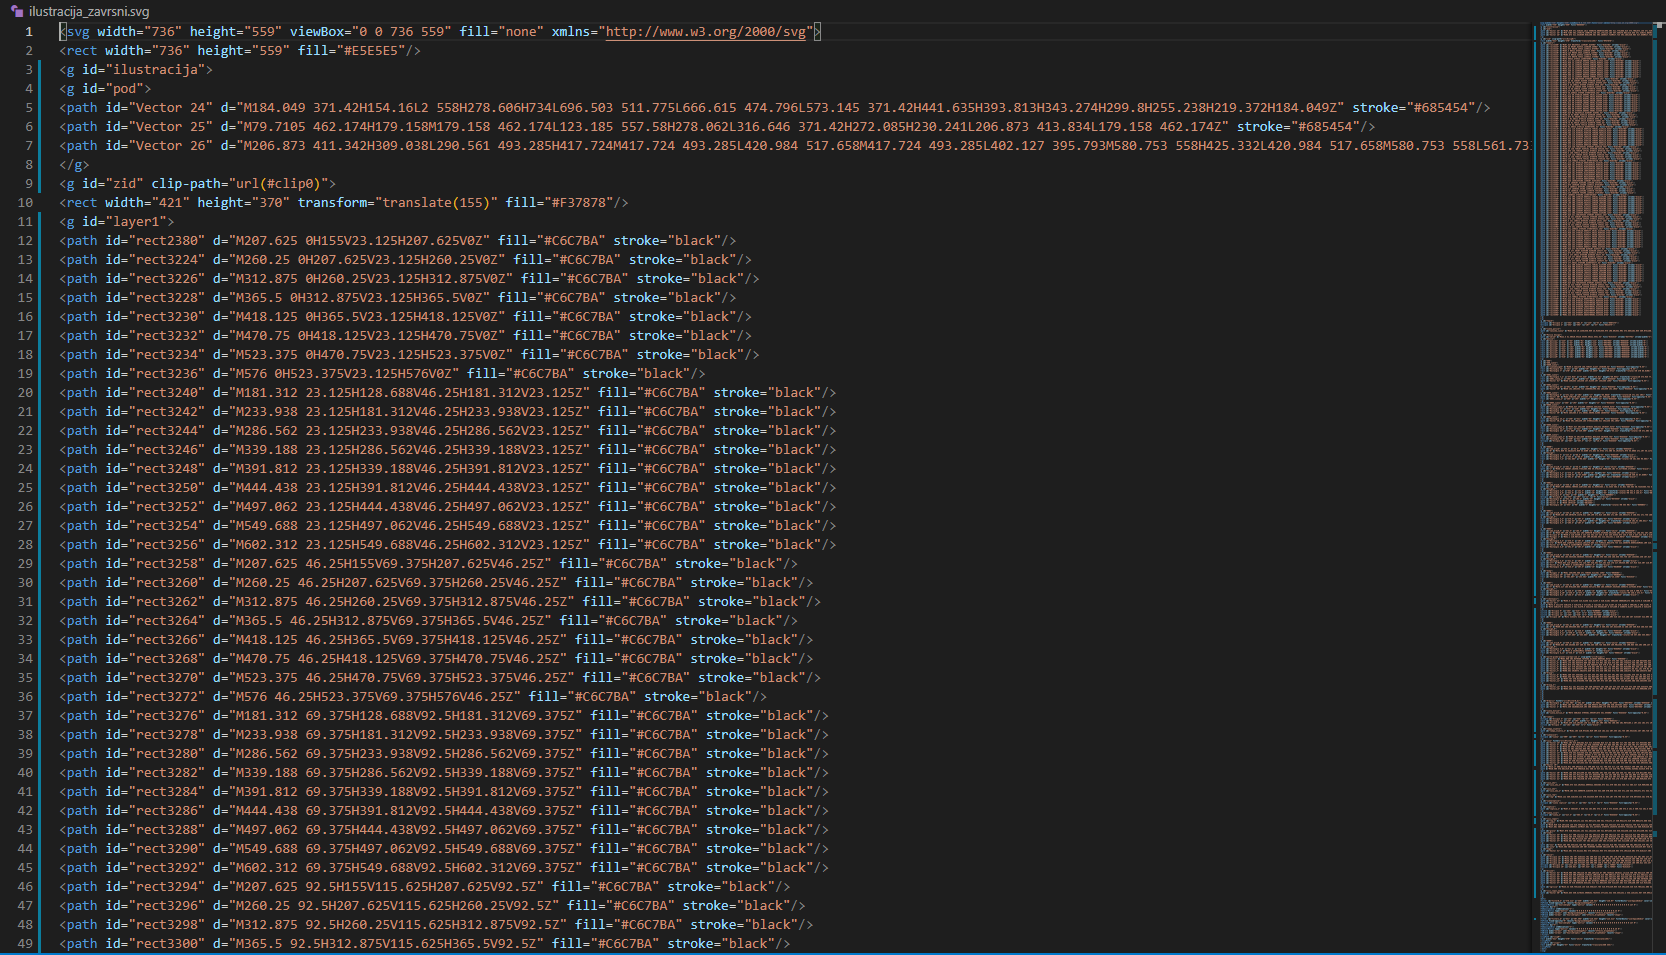 ilustracija_zavrsni.svg
1 <svg width="736" height="559" viewBox="0 0 736 559" fill="none" xmlns="http://www.w3.org/2000/svg">
2 <rect width="736" height="559" fill="#E5E5E5"/>
3 <g id="ilustracija">
4 <g id="pod">
5 <path id="Vector 24" d="M184.049 371.42H154.16L2 558H278.606H734L696.503 511.775L666.615 474.796L573.145 371.42H441.635H393.813H343.274H299.8H255.238H219.372H184.049Z" stroke="#685454"/>
6 <path id="Vector 25" d="M79.7105 462.174H179.158M179.158 462.174L123.185 557.58H278.062L316.646 371.42H272.085H230.241L206.873 413.834L179.158 462.174Z" stroke="#685454"/>
7 <path id="Vector 26" d="M206.873 411.342H309.038L290.561 493.285H417.724M417.724 493.285L420.984 517.658M417.724 493.285L402.127 395.793M580.753 558H425.332L420.984 517.658M580.753 558L561.73
8 </g>
9 <g id="zid" clip-path="url(#clip0)">
10 <rect width="421" height="370" transform="translate(155)" fill="#F37878"/>
11 <g id="layer1">
12 <path id="rect2380" d="M207.625 0H155V23.125H207.625V0Z" fill="#C6C7BA" stroke="black"/>
13 <path id="rect3224" d="M260.25 0H207.625V23.125H260.25V0Z" fill="#C6C7BA" stroke="black"/>
14 <path id="rect3226" d="M312.875 0H260.25V23.125H312.875V0Z" fill="#C6C7BA" stroke="black"/>
15 <path id="rect3228" d="M365.5 0H312.875V23.125H365.5V0Z" fill="#C6C7BA" stroke="black"/>
16 <path id="rect3230" d="M418.125 0H365.5V23.125H418.125V0Z" fill="#C6C7BA" stroke="black"/>
17 <path id="rect3232" d="M470.75 0H418.125V23.125H470.75V0Z" fill="#C6C7BA" stroke="black"/>
18 <path id="rect3234" d="M523.375 0H470.75V23.125H523.375V0Z" fill="#C6C7BA" stroke="black"/>
19 <path id="rect3236" d="M576 0H523.375V23.125H576V0Z" fill="#C6C7BA" stroke="black"/>
20 <path id="rect3240" d="M181.312 23.125H128.688V46.25H181.312V23.125Z" fill="#C6C7BA" stroke="black"/>
21 <path id="rect3242" d="M233.938 23.125H181.312V46.25H233.938V23.125Z" fill="#C6C7BA" stroke="black"/>
22 <path id="rect3244" d="M286.562 23.125H233.938V46.25H286.562V23.125Z" fill="#C6C7BA" stroke="black"/>
23 <path id="rect3246" d="M339.188 23.125H286.562V46.25H339.188V23.125Z" fill="#C6C7BA" stroke="black"/>
24 <path id="rect3248" d="M391.812 23.125H339.188V46.25H391.812V23.125Z" fill="#C6C7BA" stroke="black"/>
25 <path id="rect3250" d="M444.438 23.125H391.812V46.25H444.438V23.125Z" fill="#C6C7BA" stroke="black"/>
26 <path id="rect3252" d="M497.062 23.125H444.438V46.25H497.062V23.125Z" fill="#C6C7BA" stroke="black"/>
27 <path id="rect3254" d="M549.688 23.125H497.062V46.25H549.688V23.125Z" fill="#C6C7BA" stroke="black"/>
28 <path id="rect3256" d="M602.312 23.125H549.688V46.25H602.312V23.125Z" fill="#C6C7BA" stroke="black"/>
29 <path id="rect3258" d="M207.625 46.25H155V69.375H207.625V46.25Z" fill="#C6C7BA" stroke="black"/>
30 <path id="rect3260" d="M260.25 46.25H207.625V69.375H260.25V46.25Z" fill="#C6C7BA" stroke="black"/>
31 <path id="rect3262" d="M312.875 46.25H260.25V69.375H312.875V46.25Z" fill="#C6C7BA" stroke="black"/>
32 <path id="rect3264" d="M365.5 46.25H312.875V69.375H365.5V46.25Z" fill="#C6C7BA" stroke="black"/>
33 <path id="rect3266" d="M418.125 46.25H365.5V69.375H418.125V46.25Z" fill="#C6C7BA" stroke="black"/>
34 <path id="rect3268" d="M470.75 46.25H418.125V69.375H470.75V46.25Z" fill="#C6C7BA" stroke="black"/>
35 <path id="rect3270" d="M523.375 46.25H470.75V69.375H523.375V46.25Z" fill="#C6C7BA" stroke="black"/>
36 <path id="rect3272" d="M576 46.25H523.375V69.375H576V46.25Z" fill="#C6C7BA" stroke="black"/>
37 <path id="rect3276" d="M181.312 69.375H128.688V92.5H181.312V69.375Z" fill="#C6C7BA" stroke="black"/>
38 <path id="rect3278" d="M233.938 69.375H181.312V92.5H233.938V69.375Z" fill="#C6C7BA" stroke="black"/>
39 <path id="rect3280" d="M286.562 69.375H233.938V92.5H286.562V69.375Z" fill="#C6C7BA" stroke="black"/>
40 <path id="rect3282" d="M339.188 69.375H286.562V92.5H339.188V69.375Z" fill="#C6C7BA" stroke="black"/>
41 <path id="rect3284" d="M391.812 69.375H339.188V92.5H391.812V69.375Z" fill="#C6C7BA" stroke="black"/>
42 <path id="rect3286" d="M444.438 69.375H391.812V92.5H444.438V69.375Z" fill="#C6C7BA" stroke="black"/>
43 <path id="rect3288" d="M497.062 69.375H444.438V92.5H497.062V69.375Z" fill="#C6C7BA" stroke="black"/>
44 <path id="rect3290" d="M549.688 69.375H497.062V92.5H549.688V69.375Z" fill="#C6C7BA" stroke="black"/>
45 <path id="rect3292" d="M602.312 69.375H549.688V92.5H602.312V69.375Z" fill="#C6C7BA" stroke="black"/>
46 <path id="rect3294" d="M207.625 92.5H155V115.625H207.625V92.5Z" fill="#C6C7BA" stroke="black"/>
47 <path id="rect3296" d="M260.25 92.5H207.625V115.625H260.25V92.5Z" fill="#C6C7BA" stroke="black"/>
48 <path id="rect3298" d="M312.875 92.5H260.25V115.625H312.875V92.5Z" fill="#C6C7BA" stroke="black"/>
49 <path id="rect3300" d="M365.5 92.5H312.875V115.625H365.5V92.5Z" fill="#C6C7BA" stroke="black"/>